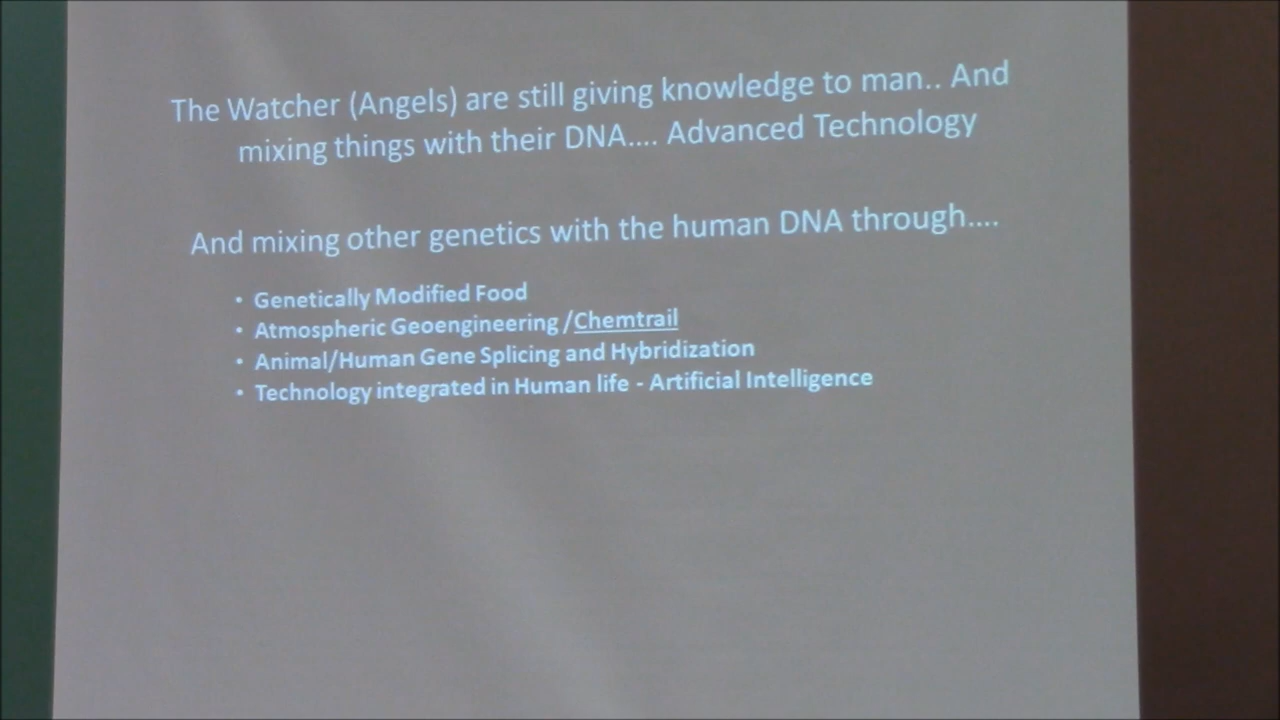 The Watcher (Angels) are still giving knowledge to man.. And
mixing things with their DNA.... Advanced Technology
And mixing other genetics with the human DNA through....
• Genetically Modified Food
• Atmospheric Geoengineering /Chemtrail
• Animal/Human Gene Splicing and Hybridization
• Technology integrated in Human life - Artificial Intelligence